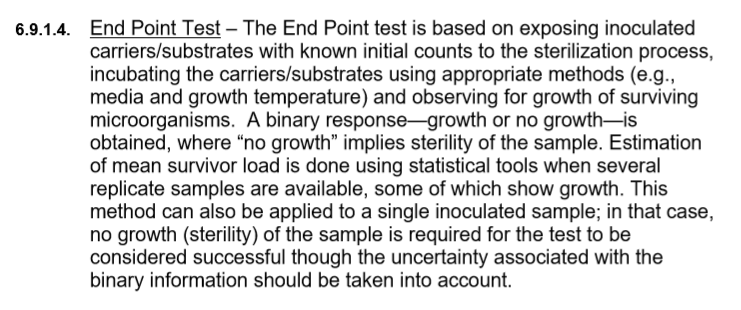 6.9.1.4. End Point Test – The End Point test is based on exposing inoculated
carriers/substrates with known initial counts to the sterilization process,
incubating the carriers/substrates using appropriate methods (e.g.,
media and growth temperature) and observing for growth of surviving
microorganisms.  A binary response—growth or no growth—is
obtained, where “no growth” implies sterility of the sample. Estimation
of mean survivor load is done using statistical tools when several
replicate samples are available, some of which show growth. This
method can also be applied to a single inoculated sample; in that case,
no growth (sterility) of the sample is required for the test to be
considered successful though the uncertainty associated with the
binary information should be taken into account.